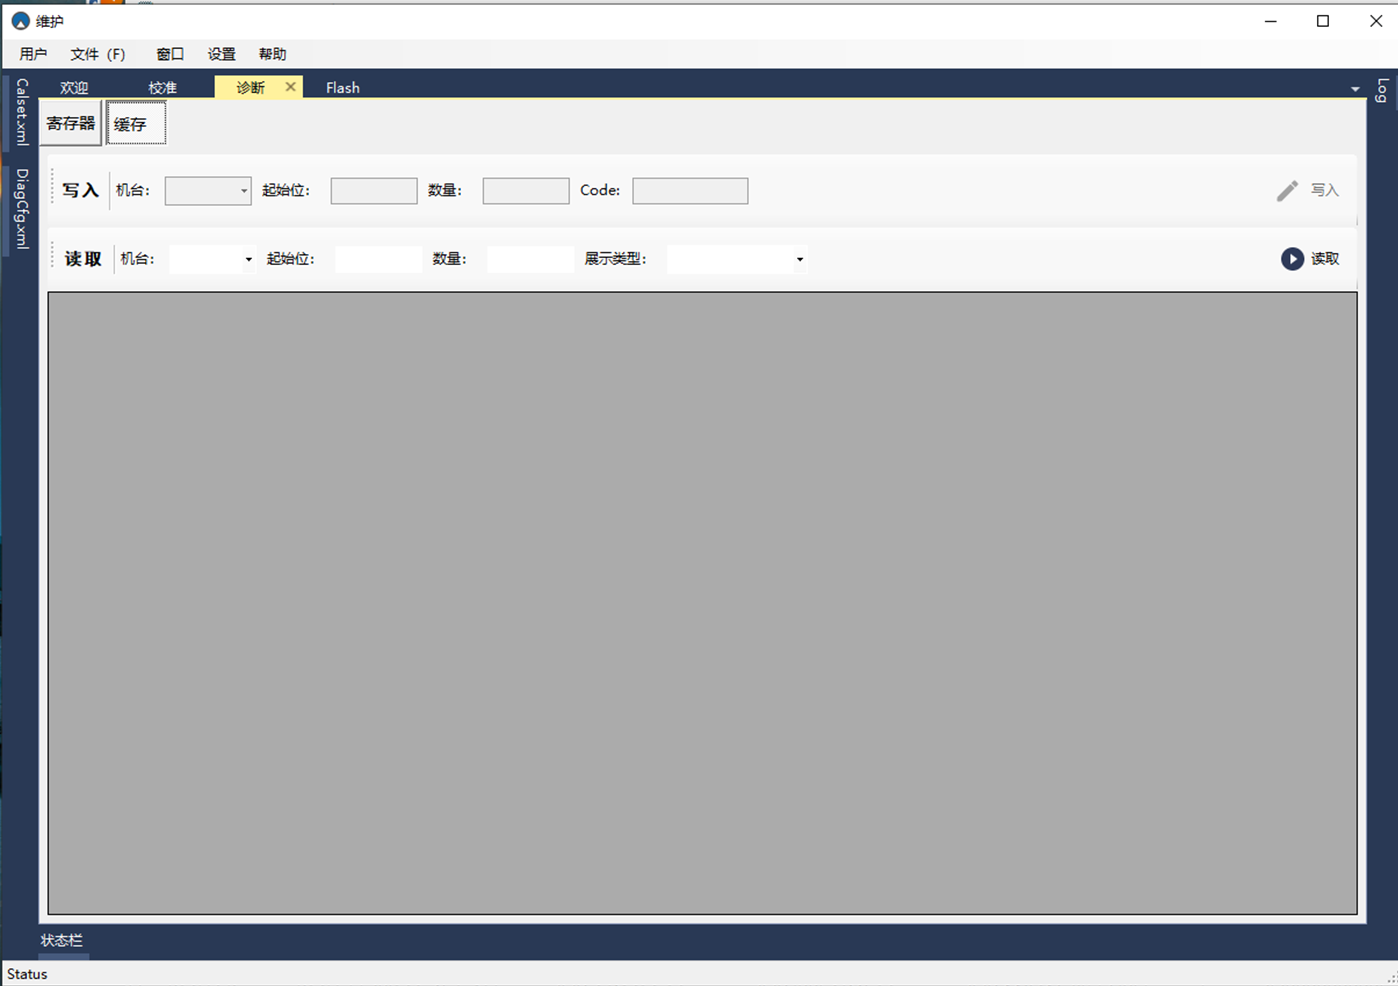 维护
用户 文件 (F) 窗口 设置 帮助
欢迎 校准 诊断 Flash
Calset.xml
DiagCfg.xml
Log
寄存器 缓存
写入 机台: 起始位: 数量: Code: 写入
读取 机台: 起始位: 数量: 展示类型: 读取
状态栏
Status